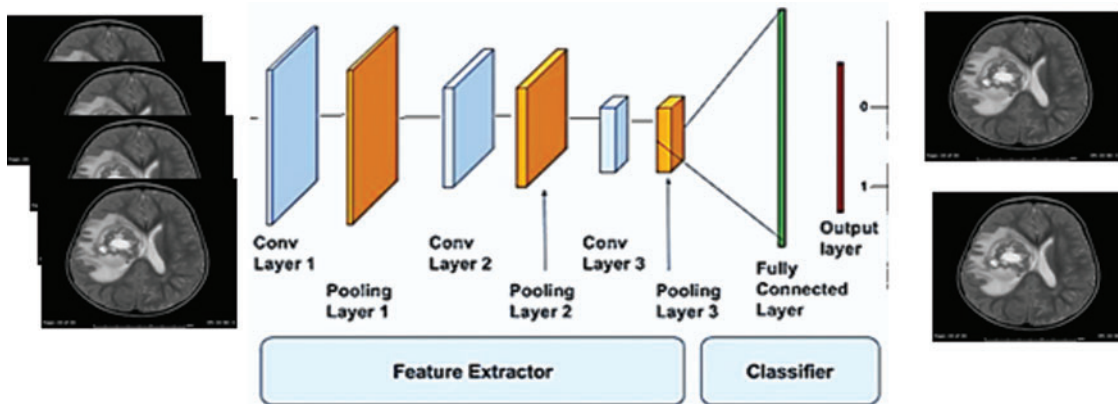 0
1
Conv
Layer 1
Conv
Layer 2
Conv
Layer 3
Output
layer
Pooling
Layer 1
Pooling
Layer 2
Pooling
Layer 3
Fully
Connected
Layer
Feature Extractor
Classifier